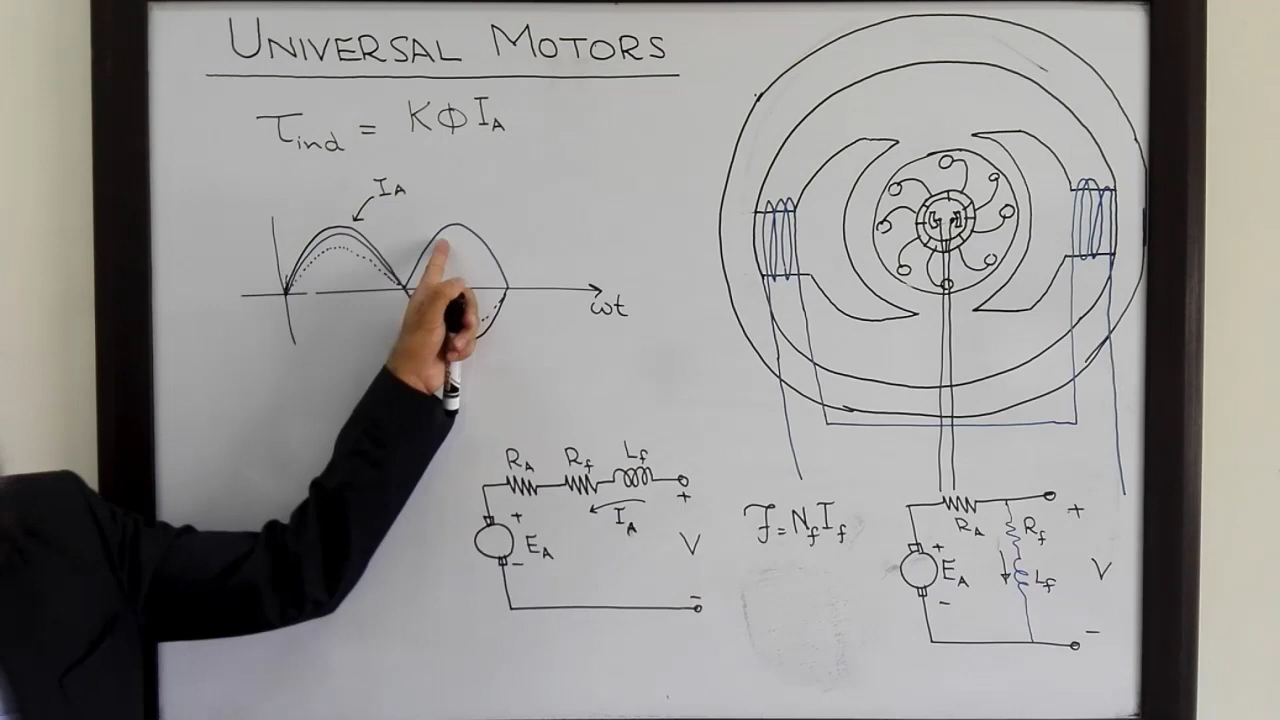 UNIVERSAL MOTORS
τind = KΦIA
IA
ωt
RA Rf Lf
+
IA
+
EA
V
-
-
F = NfIf
RA
+
Rf
+
EA
Lf
V
-
-